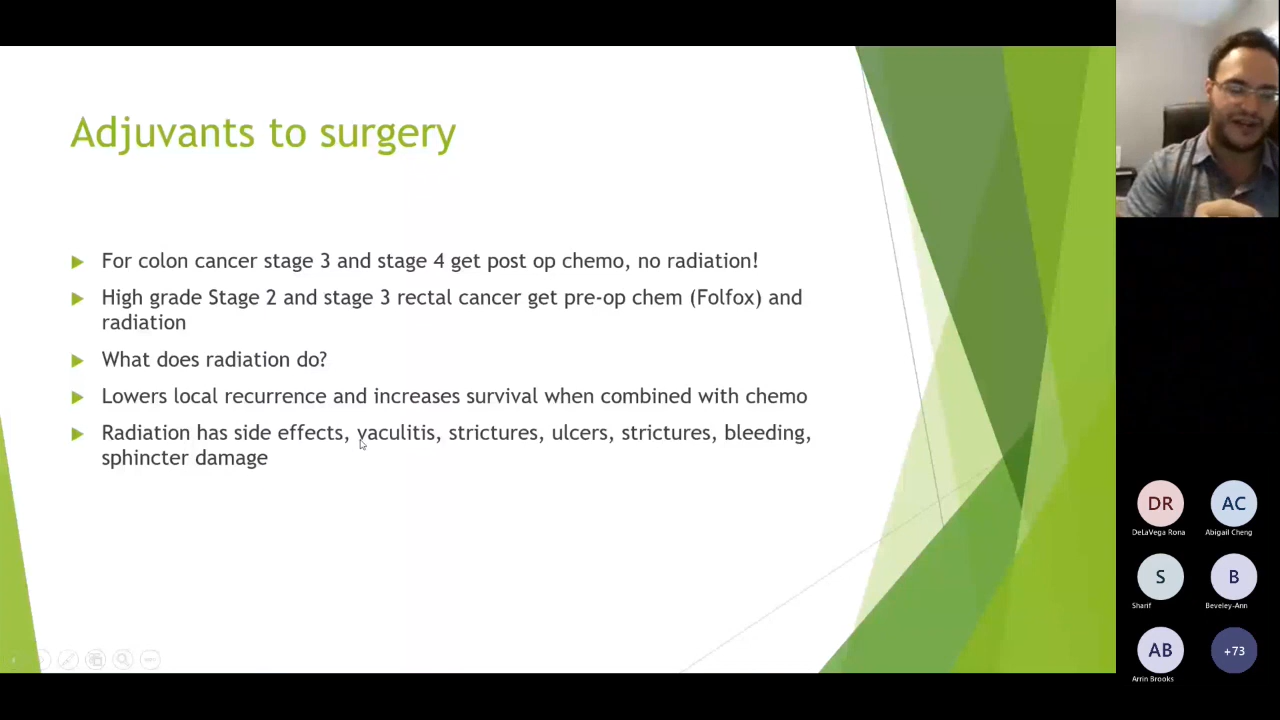 Adjuvants to surgery
For colon cancer stage 3 and stage 4 get post op chemo, no radiation!
High grade Stage 2 and stage 3 rectal cancer get pre-op chem (Folfox) and
radiation
What does radiation do?
Lowers local recurrence and increases survival when combined with chemo
Radiation has side effects, vaculitis, strictures, ulcers, strictures, bleeding,
sphincter damage
DR
AC
DeLaVega Rona
Abigail Cheng
S
B
Sharif
Beveley-Ann
AB
+73
Arrin Brooks